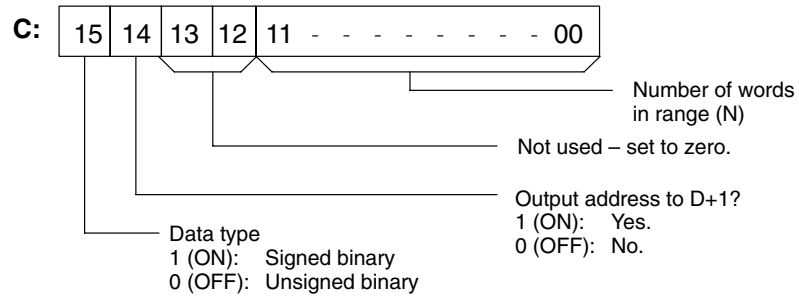 C: 15 14 13 12 11 - - - - - - - - 00
Number of words
in range (N)
Not used – set to zero.
Output address to D+1?
1 (ON): Yes.
0 (OFF): No.
Data type
1 (ON): Signed binary
0 (OFF): Unsigned binary